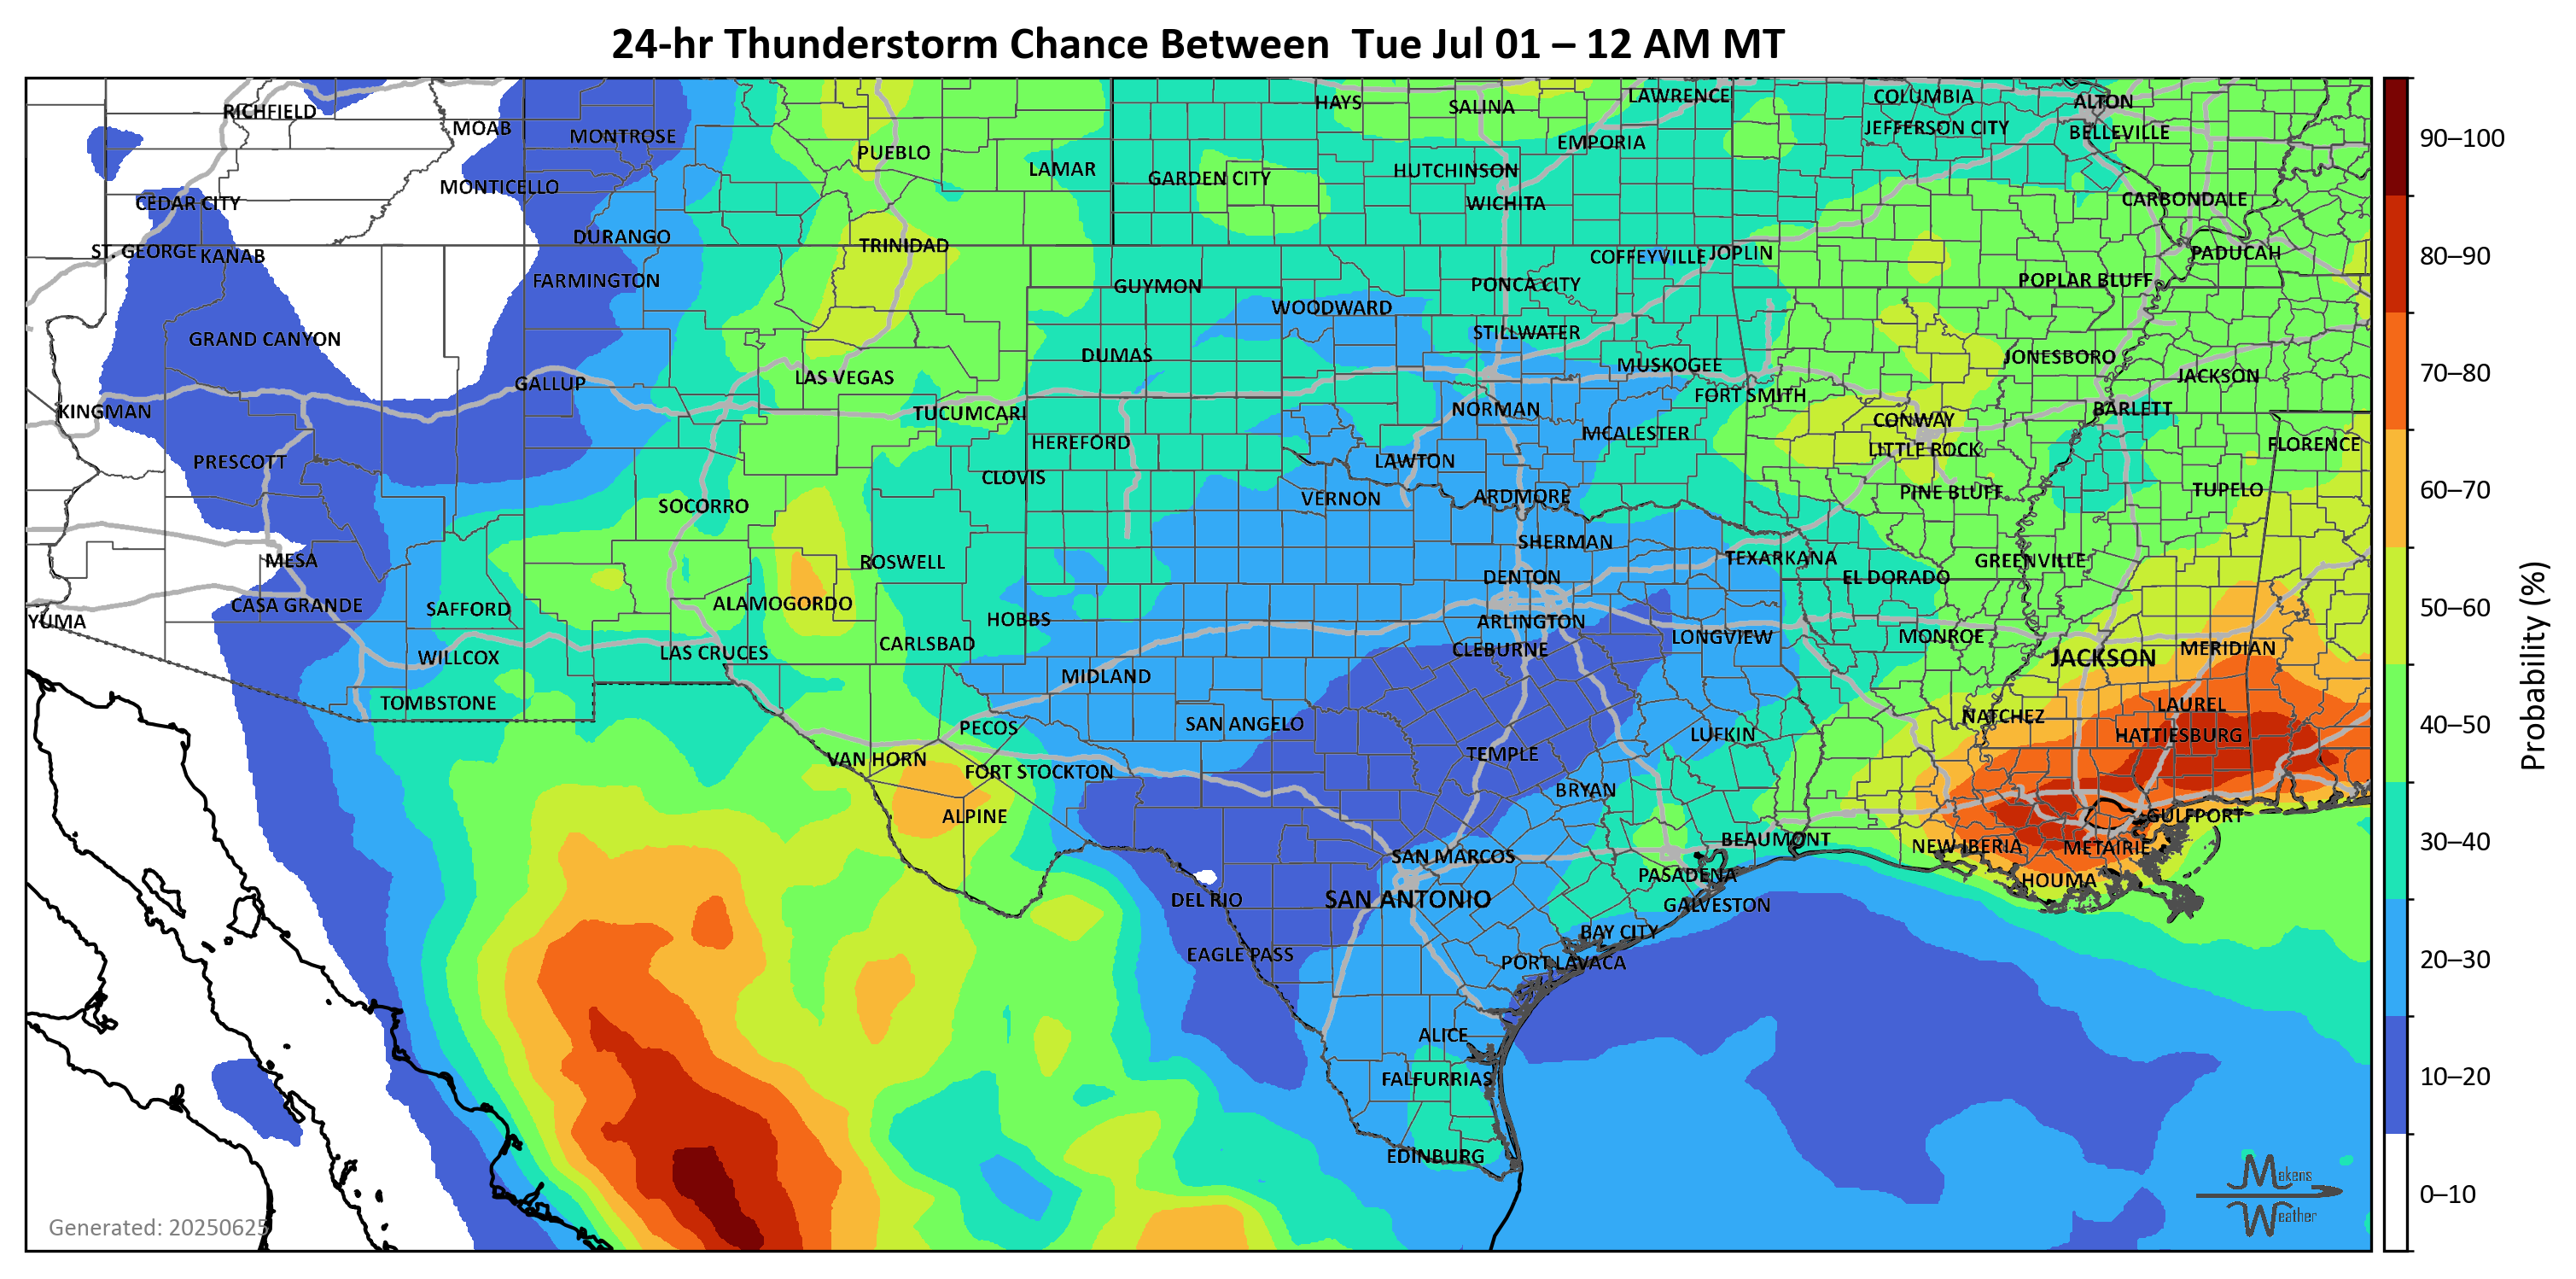 24-hr Thunderstorm Chance Between  Tue Jul 01 – 12 AM MT
RICHFIELD
MOAB
MONTROSE
PUEBLO
LAMAR
HAYS
SALINA
LAWRENCE
COLUMBIA
ALTON
JEFFERSON CITY
BELLEVILLE
EMPORIA
HUTCHINSON
GARDEN CITY
MONTICELLO
CEDAR CITY
WICHITA
CARBONDALE
DURANGO
TRINIDAD
ST. GEORGE
KANAB
COFFEYVILLE
JOPLIN
PADUCAH
FARMINGTON
GUYMON
PONCA CITY
POPLAR BLUFF
WOODWARD
STILLWATER
GRAND CANYON
DUMAS
MUSKOGEE
JONESBORO
LAS VEGAS
JACKSON
GALLUP
FORT SMITH
KINGMAN
TUCUMCARI
NORMAN
BARLETT
CONWAY
HEREFORD
MCALESTER
LITTLE ROCK
FLORENCE
PRESCOTT
LAWTON
CLOVIS
VERNON
ARDMORE
PINE BLUFF
TUPELO
SOCORRO
SHERMAN
MESA
ROSWELL
TEXARKANA
GREENVILLE
DENTON
EL DORADO
CASA GRANDE
SAFFORD
ALAMOGORDO
HOBBS
ARLINGTON
YUMA
CARLSBAD
CLEBURNE
LONGVIEW
MONROE
WILLCOX
LAS CRUCES
JACKSON
MERIDIAN
MIDLAND
TOMBSTONE
PECOS
SAN ANGELO
LUFKIN
NATCHEZ
LAUREL
HATTIESBURG
VAN HORN
FORT STOCKTON
TEMPLE
BRYAN
ALPINE
GULFPORT
BEAUMONT
NEW IBERIA
METAIRIE
SAN MARCOS
PASADENA
HOUMA
DEL RIO
SAN ANTONIO
GALVESTON
BAY CITY
EAGLE PASS
PORT LAVACA
ALICE
FALFURRIAS
EDINBURG
Generated: 20250625
Makens
Weather
90–100
80–90
70–80
60–70
50–60
40–50
30–40
20–30
10–20
0–10
Probability (%)